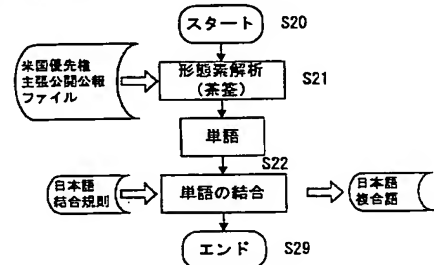 スタート S20
米国優先権
主張公開公報
ファイル
形態素解析
(茶筌)
S21
単語
S22
日本語
結合規則
単語の結合
日本語
複合語
エンド S29